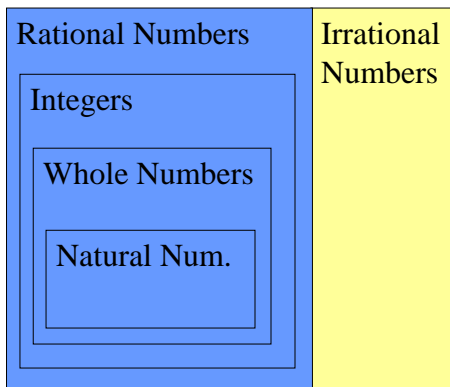 Rational Numbers
Irrational
Numbers
Integers
Whole Numbers
Natural Num.